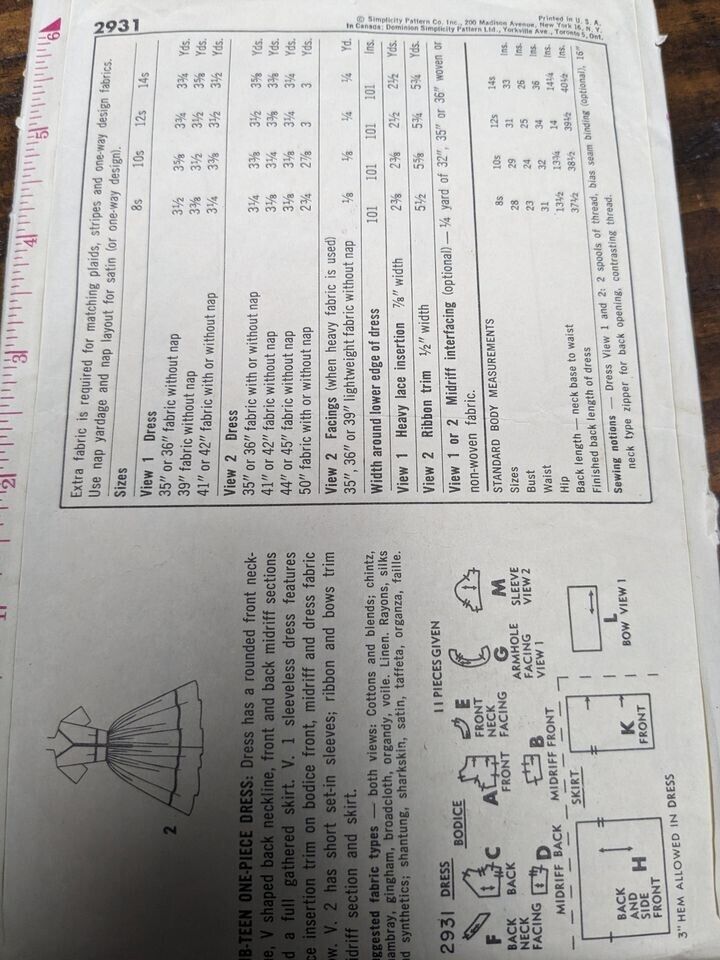 2931
© Simplicity Pattern Co. Inc., 200 Madison Avenue, New York 16, N. Y.
Printed in U. S. A.
In Canada: Dominion Simplicity Pattern Ltd., Yorkville Ave., Toronto 5, Ont.
Extra fabric is required for matching plaids, stripes and one-way design fabrics.
Use nap yardage and nap layout for satin (or one-way design).
Sizes 8s 10s 12s 14s
View 1 Dress Yds.
35" or 36" fabric without nap 3½ 3⅝ 3¾ 3¾ Yds.
39" fabric without nap 3⅜ 3½ 3½ 3⅝ Yds.
41" or 42" fabric with or without nap 3¼ 3⅜ 3½ 3½ Yds.
View 2 Dress
35" or 36" fabric with or without nap 3¼ 3⅜ 3½ 3⅝ Yds.
41" or 42" fabric with or without nap 3⅛ 3¼ 3⅜ 3⅜ Yds.
44" or 45" fabric with or without nap 3⅛ 3⅛ 3¼ 3¼ Yds.
50" fabric with or without nap 2¾ 2⅞ 3 3 Yds.
View 2 Facings (when heavy fabric is used)
35", 36" or 39" lightweight fabric without nap ⅛ ⅛ ¼ ¼ Yd.
Width around lower edge of dress 101 101 101 101 Ins.
View 1 Heavy lace insertion ⅞" width 2⅜ 2⅜ 2½ 2½ Yds.
View 2 Ribbon trim ½" width 5½ 5⅝ 5¾ 5¾ Yds.
View 1 or 2 Midriff interfacing (optional) — ¼ yard of 32", 35" or 36" woven or
non-woven fabric.
STANDARD BODY MEASUREMENTS
Sizes 8s 10s 12s 14s
Bust 28 29 31 33 Ins.
Waist 23 24 25 26 Ins.
Hip 31 32 34 36 Ins.
Back length — neck base to waist 13½ 13¾ 14 14¼ Ins.
Finished back length of dress 37½ 38½ 39½ 40½ Ins.
Sewing notions — Dress View 1 and 2: 2 spools of thread, bias seam binding (optional), 16"
neck type zipper for back opening, contrasting thread.
2
B-TEEN ONE-PIECE DRESS: Dress has a rounded front neck-
e, V shaped back neckline, front and back midriff sections
d a full gathered skirt. V. 1 sleeveless dress features
ce insertion trim on bodice front, midriff and dress fabric
w. V. 2 has short set-in sleeves; ribbon and bows trim
idriff section and skirt.
ggested fabric types — both views: Cottons and blends; chintz,
ambray, gingham, broadcloth, organdy, voile. Linen. Rayons, silks
d synthetics; shantung, sharkskin, satin, taffeta, organza, faille.
2931 DRESS
11 PIECES GIVEN
BODICE
F
BACK
NECK
FACING
C
BACK
A
FRONT
E
FRONT
NECK
FACING
G
ARMHOLE
FACING
VIEW 1
M
SLEEVE
VIEW 2
D
MIDRIFF BACK
B
MIDRIFF FRONT
SKIRT
BACK
AND
SIDE
FRONT
H
K
FRONT
L
BOW VIEW 1
3" HEM ALLOWED IN DRESS
2
3
4
5
6